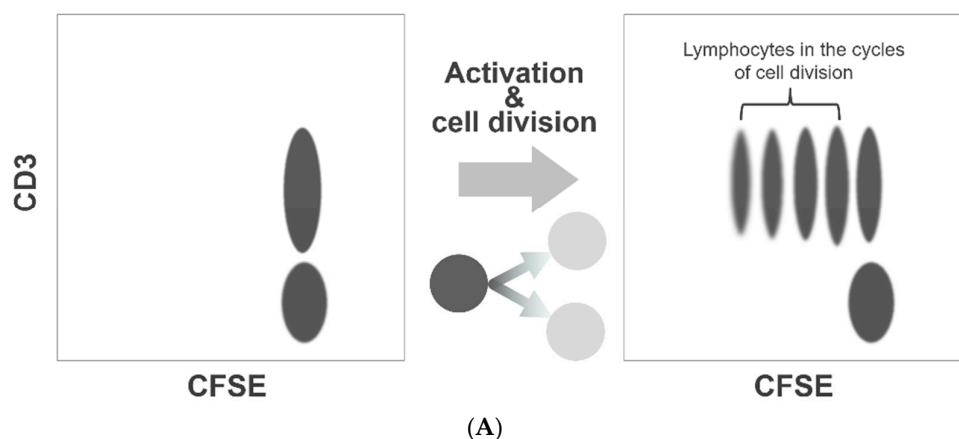 Lymphocytes in the cycles
of cell division
Activation
&
cell division
CD3
CFSE
CFSE
(A)